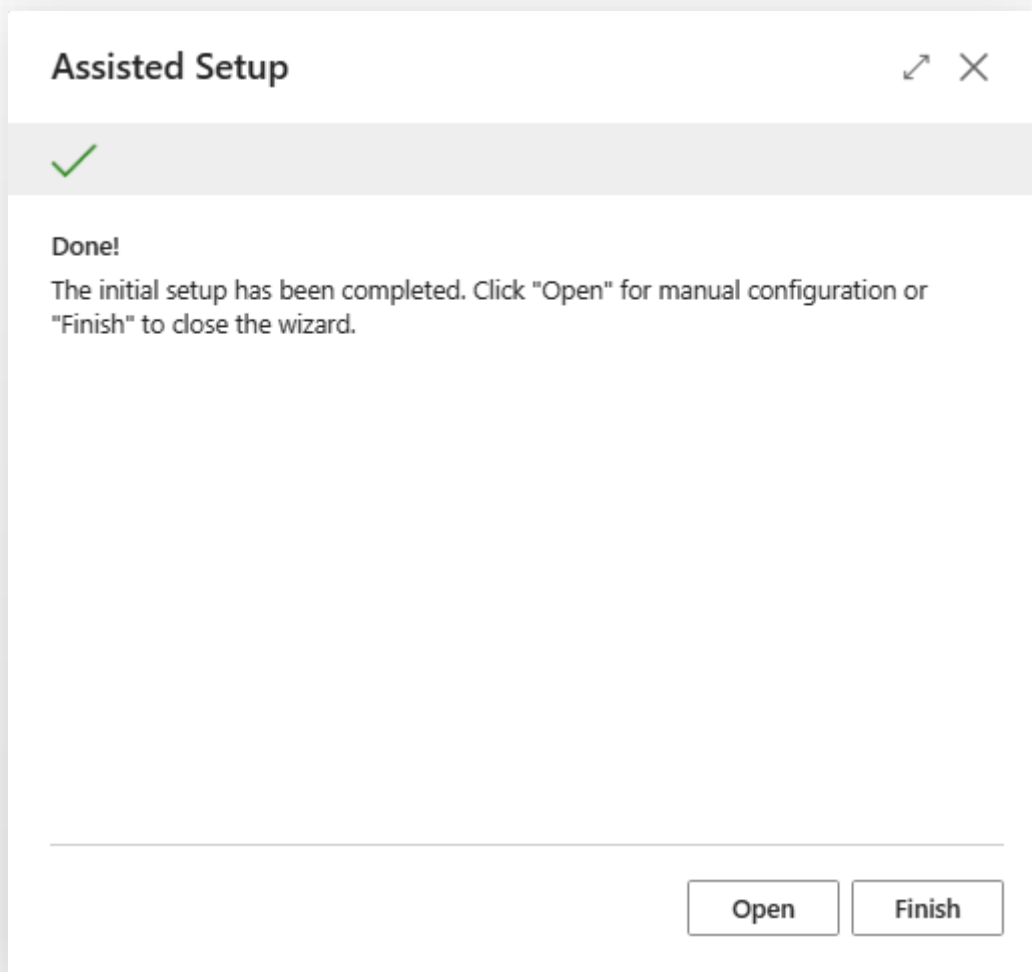 Assisted Setup
Done!
The initial setup has been completed. Click "Open" for manual configuration or
"Finish" to close the wizard.
Open
Finish